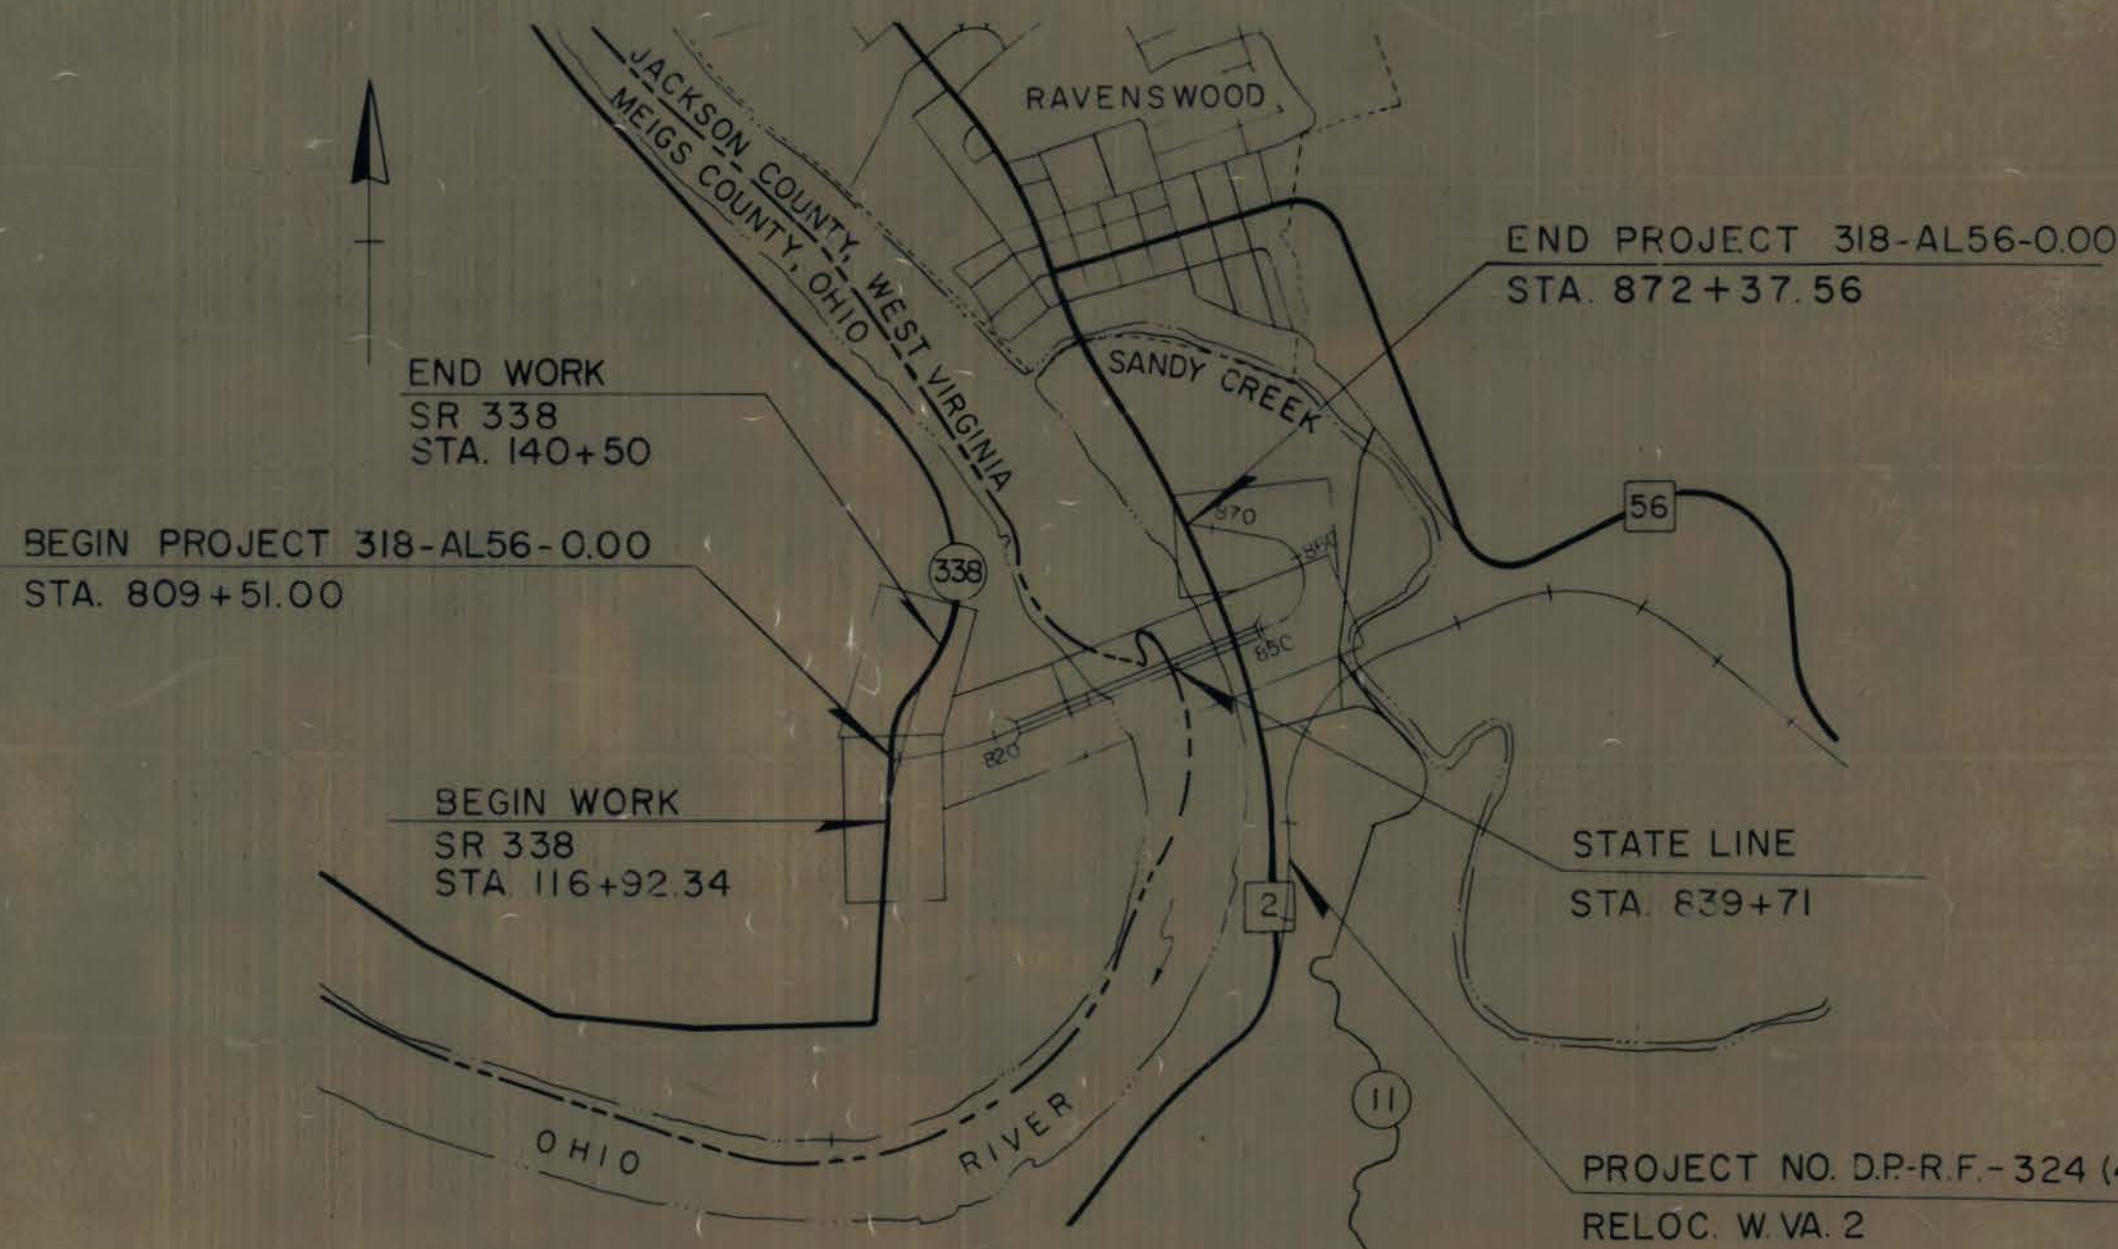 JACKSON COUNTY, WEST VIRGINIA
MEIGS COUNTY, OHIO
RAVENSWOOD
END PROJECT 318-AL56-0.00
STA. 872+37.56
SANDY CREEK
END WORK
SR 338
STA. 140+50
56
870
860
BEGIN PROJECT 318-AL56-0.00
STA. 809+51.00
338
850
820
BEGIN WORK
SR 338
STA. 116+92.34
STATE LINE
STA. 839+71
2
11
OHIO RIVER
PROJECT NO. D.P.-R.F.-324 (4
RELOC. W. VA. 2